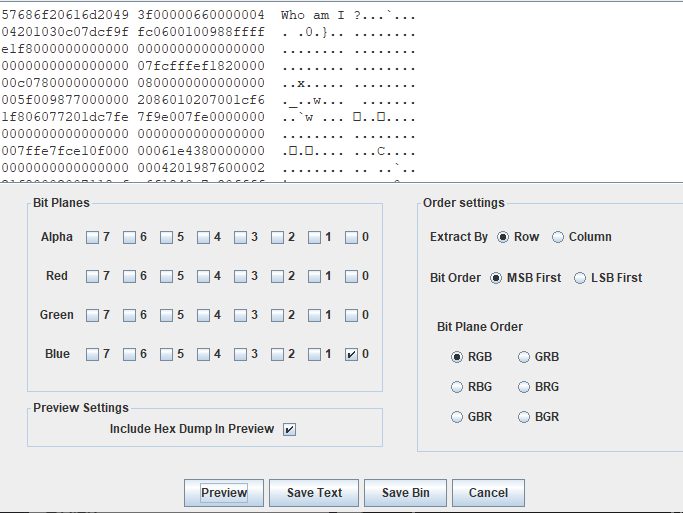 57686f20616d2049 3f00000660000004 Who am I ?...`...
04201030c07dcf9f fc0600100988ffff . .0.}.. ........
e1f8000000000000 0000000000000000 ........ ........
0000000000000000 07fcfffef1820000 ........ ........
00c0780000000000 0800000000000000 ..x..... ........
005f009877000000 2086010207001cf6 ._..w... .......
1f806077201dc7fe 7f9e007fe0000000 ..`w ... ........
0000000000000000 0000000000000000 ........ ........
007ffe7fce10f000 00061e4380000000 ........ ...C....
0000000000000000 0004201987600002 ........ .. ..`..
Bit Planes
Alpha 7 6 5 4 3 2 1 0
Red 7 6 5 4 3 2 1 0
Green 7 6 5 4 3 2 1 0
Blue 7 6 5 4 3 2 1 0
Preview Settings
Include Hex Dump In Preview
Order settings
Extract By Row Column
Bit Order MSB First LSB First
Bit Plane Order
RGB GRB
RBG BRG
GBR BGR
Preview Save Text Save Bin Cancel